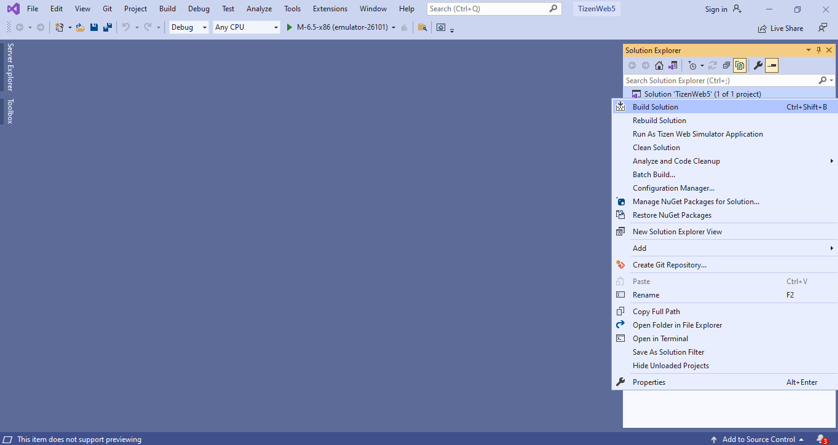 File Edit View Git Project Build Debug Test Analyze Tools Extensions Window Help Search (Ctrl+Q) TizenWeb5 Sign in
Debug Any CPU M-6.5-x86 (emulator-26101) Live Share
Server Explorer
Toolbox
Solution Explorer
Search Solution Explorer (Ctrl+;)
Solution 'TizenWeb5' (1 of 1 project)
Build Solution Ctrl+Shift+B
Rebuild Solution
Run As Tizen Web Simulator Application
Clean Solution
Analyze and Code Cleanup
Batch Build...
Configuration Manager...
Manage NuGet Packages for Solution...
Restore NuGet Packages
New Solution Explorer View
Add
Create Git Repository...
Paste Ctrl+V
Rename F2
Copy Full Path
Open Folder in File Explorer
Open in Terminal
Save As Solution Filter
Hide Unloaded Projects
Properties Alt+Enter
This item does not support previewing Add to Source Control 3